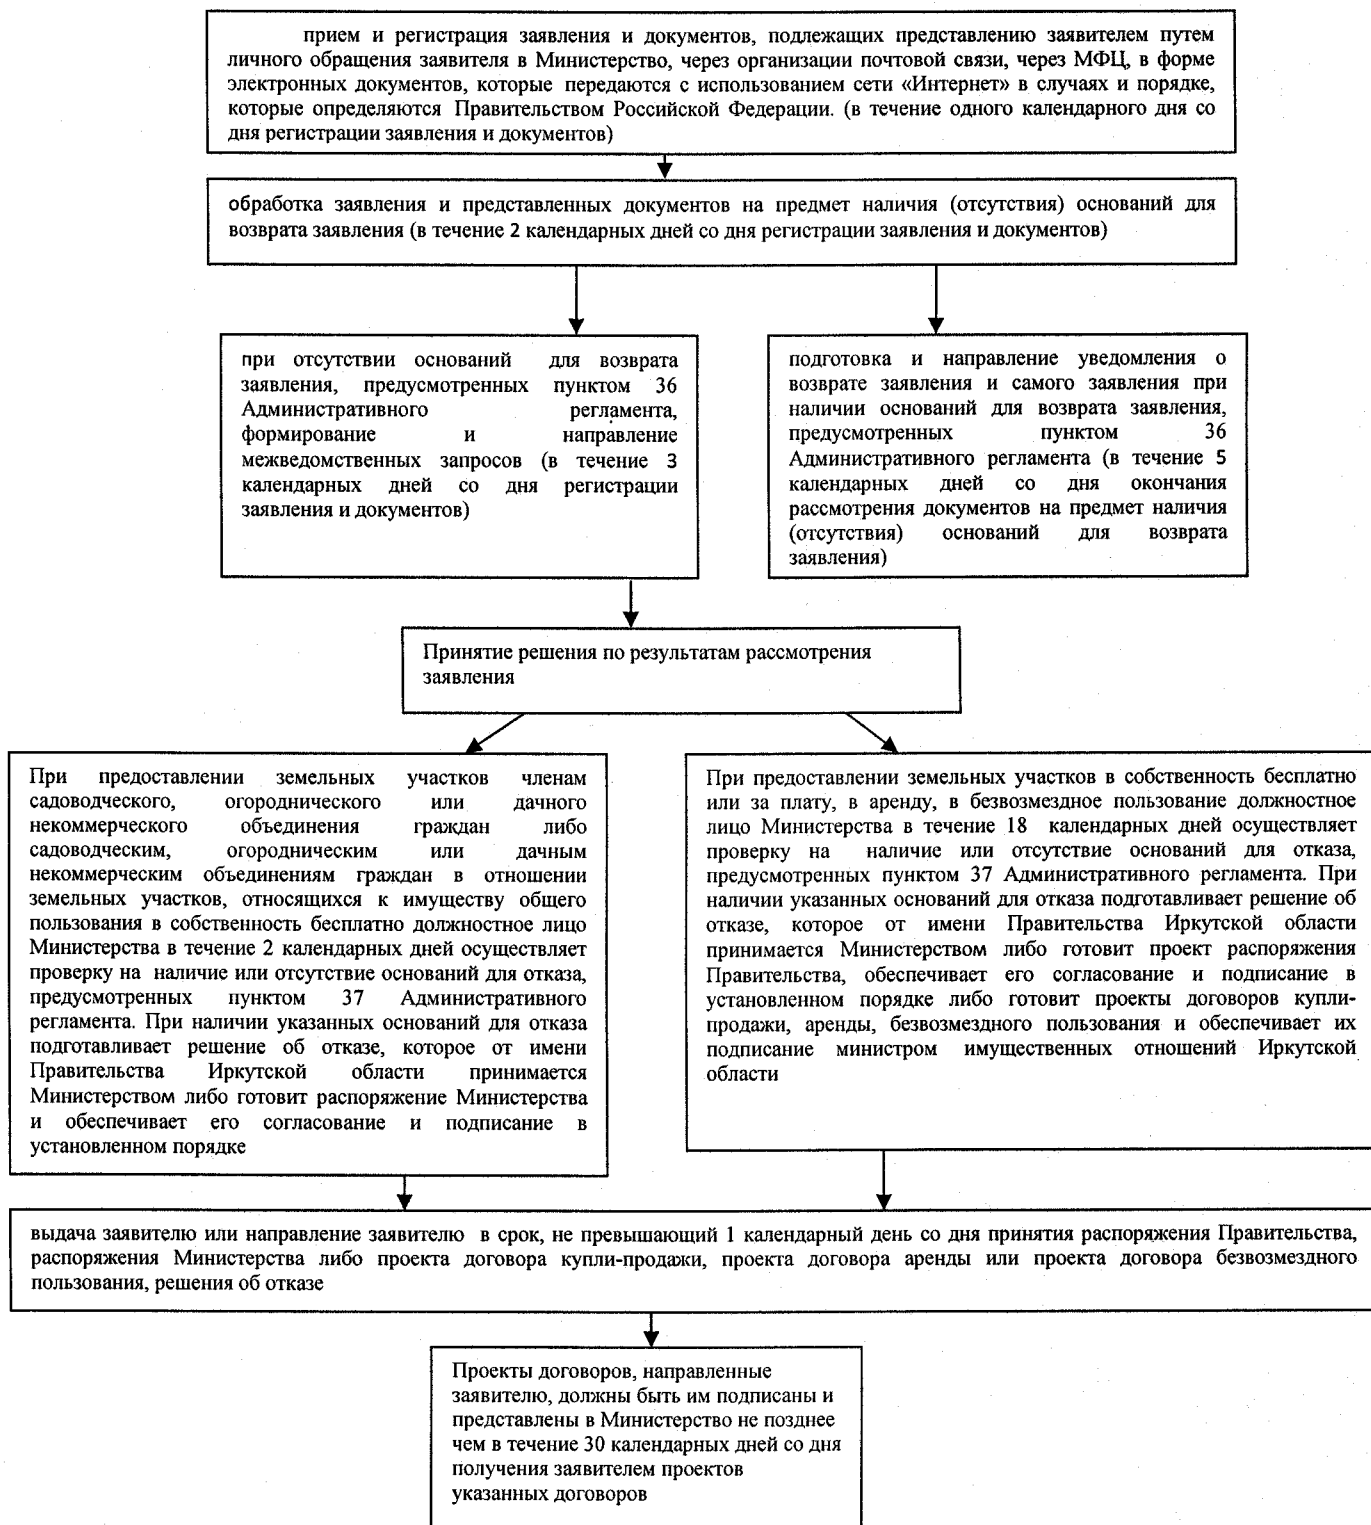 прием и регистрация заявления и документов, подлежащих представлению заявителем путем
личного обращения заявителя в Министерство, через организации почтовой связи, через МФЦ, в форме
электронных документов, которые передаются с использованием сети «Интернет» в случаях и порядке,
которые определяются Правительством Российской Федерации. (в течение одного календарного дня со
дня регистрации заявления и документов)
обработка заявления и представленных документов на предмет наличия (отсутствия) оснований для
возврата заявления (в течение 2 календарных дней со дня регистрации заявления и документов)
при отсутствии оснований для возврата
заявления, предусмотренных пунктом 36
Административного регламента,
формирование и направление
межведомственных запросов (в течение 3
календарных дней со дня регистрации
заявления и документов)
подготовка и направление уведомления о
возврате заявления и самого заявления при
наличии оснований для возврата заявления,
предусмотренных пунктом 36
Административного регламента (в течение 5
календарных дней со дня окончания
рассмотрения документов на предмет наличия
(отсутствия) оснований для возврата
заявления)
Принятие решения по результатам рассмотрения
заявления
При предоставлении земельных участков членам
садоводческого, огороднического или дачного
некоммерческого объединения граждан либо
садоводческим, огородническим или дачным
некоммерческим объединениям граждан в отношении
земельных участков, относящихся к имуществу общего
пользования в собственность бесплатно должностное лицо
Министерства в течение 2 календарных дней осуществляет
проверку на наличие или отсутствие оснований для отказа,
предусмотренных пунктом 37 Административного
регламента. При наличии указанных оснований для отказа
подготавливает решение об отказе, которое от имени
Правительства Иркутской области принимается
Министерством либо готовит распоряжение Министерства
и обеспечивает его согласование и подписание в
установленном порядке
При предоставлении земельных участков в собственность бесплатно
или за плату, в аренду, в безвозмездное пользование должностное
лицо Министерства в течение 18 календарных дней осуществляет
проверку на наличие или отсутствие оснований для отказа,
предусмотренных пунктом 37 Административного регламента. При
наличии указанных оснований для отказа подготавливает решение об
отказе, которое от имени Правительства Иркутской области
принимается Министерством либо готовит проект распоряжения
Правительства, обеспечивает его согласование и подписание в
установленном порядке либо готовит проекты договоров купли-
продажи, аренды, безвозмездного пользования и обеспечивает их
подписание министром имущественных отношений Иркутской
области
выдача заявителю или направление заявителю в срок, не превышающий 1 календарный день со дня принятия распоряжения Правительства,
распоряжения Министерства либо проекта договора купли-продажи, проекта договора аренды или проекта договора безвозмездного
пользования, решения об отказе
Проекты договоров, направленные
заявителю, должны быть им подписаны и
представлены в Министерство не позднее
чем в течение 30 календарных дней со дня
получения заявителем проектов
указанных договоров